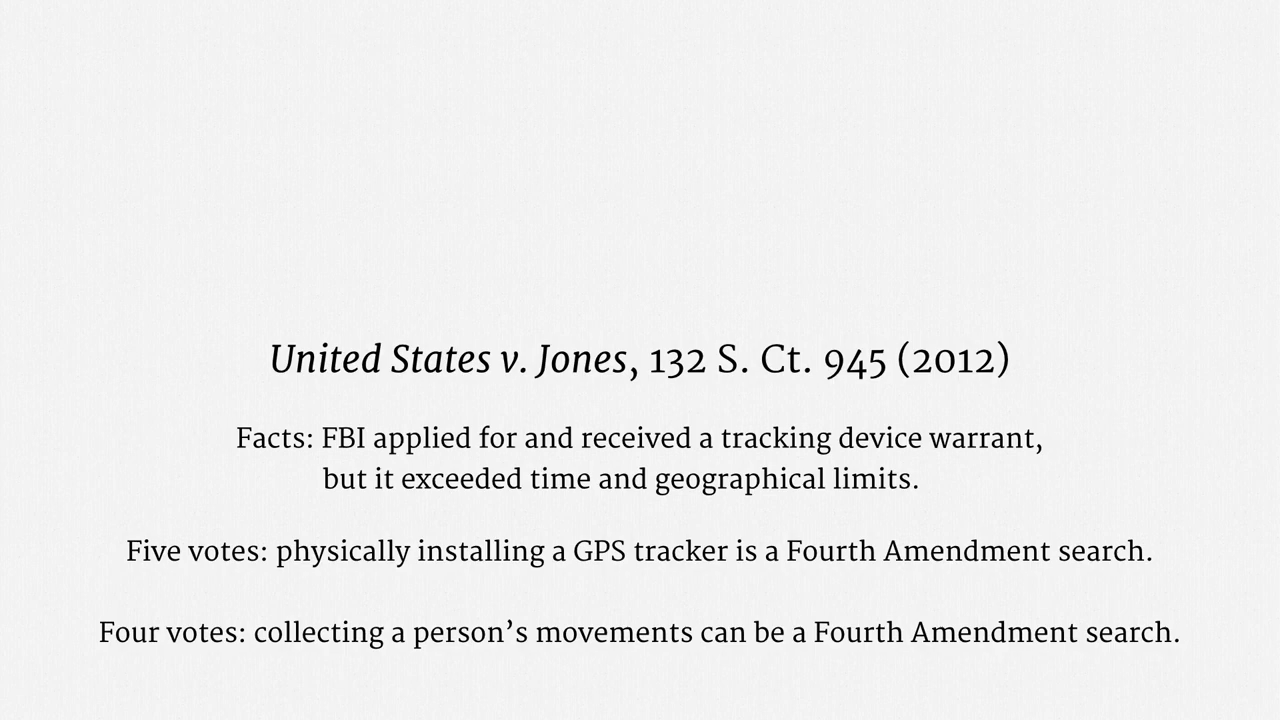 United States v. Jones, 132 S. Ct. 945 (2012)
Facts: FBI applied for and received a tracking device warrant,
but it exceeded time and geographical limits.
Five votes: physically installing a GPS tracker is a Fourth Amendment search.
Four votes: collecting a person’s movements can be a Fourth Amendment search.